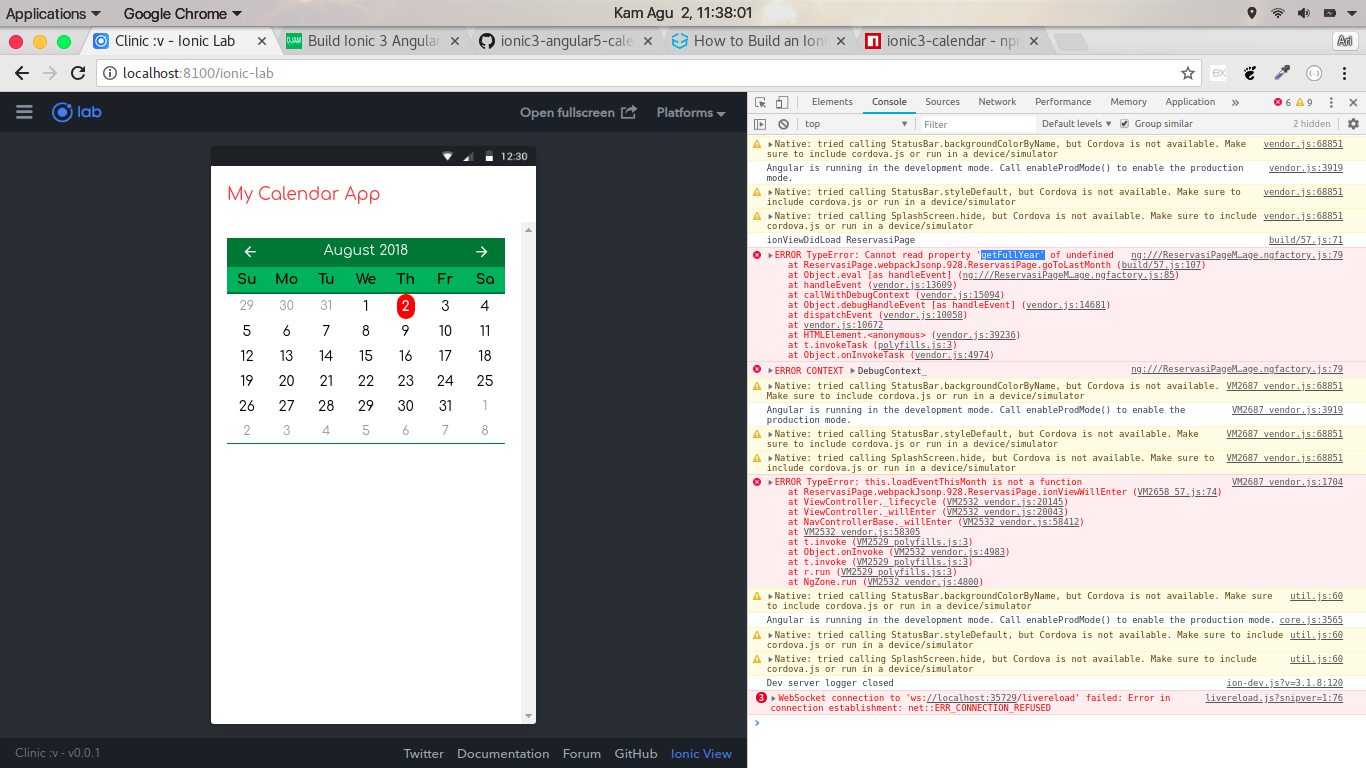 Applications Google Chrome Kam Agu 2, 11:38:01
Clinic :v - Ionic Lab × Build Ionic 3 Angular × ionic3-angular5-cale × How to Build an Ioni × ionic3-calendar - npm × Ari
localhost:8100/ionic-lab
lab Open fullscreen Platforms
Elements Console Sources Network Performance Memory Application » 6 9
top Filter Default levels Group similar 2 hidden
12:30
My Calendar App
August 2018
Su Mo Tu We Th Fr Sa
29 30 31 1 2 3 4
5 6 7 8 9 10 11
12 13 14 15 16 17 18
19 20 21 22 23 24 25
26 27 28 29 30 31 1
2 3 4 5 6 7 8
Clinic :v - v0.0.1 Twitter Documentation Forum GitHub Ionic View
Native: tried calling StatusBar.backgroundColorByName, but Cordova is not available. Make vendor.js:68851
sure to include cordova.js or run in a device/simulator
Angular is running in the development mode. Call enableProdMode() to enable the production vendor.js:3919
mode.
Native: tried calling StatusBar.styleDefault, but Cordova is not available. Make sure to vendor.js:68851
include cordova.js or run in a device/simulator
Native: tried calling SplashScreen.hide, but Cordova is not available. Make sure to include vendor.js:68851
cordova.js or run in a device/simulator
ionViewDidLoad ReservasiPage build/57.js:71
ERROR TypeError: Cannot read property 'getFullYear' of undefined ng:///ReservasiPageM…age.ngfactory.js:79
at ReservasiPage.webpackJsonp.928.ReservasiPage.goToLastMonth (build/57.js:107)
at Object.eval [as handleEvent] (ng:///ReservasiPageM…age.ngfactory.js:85)
at handleEvent (vendor.js:13609)
at callWithDebugContext (vendor.js:15094)
at Object.debugHandleEvent [as handleEvent] (vendor.js:14681)
at dispatchEvent (vendor.js:10058)
at vendor.js:10672
at HTMLElement.<anonymous> (vendor.js:39236)
at t.invokeTask (polyfills.js:3)
at Object.onInvokeTask (vendor.js:4974)
ERROR CONTEXT DebugContext_ ng:///ReservasiPageM…age.ngfactory.js:79
Native: tried calling StatusBar.backgroundColorByName, but Cordova is not available. VM2687 vendor.js:68851
Make sure to include cordova.js or run in a device/simulator
Angular is running in the development mode. Call enableProdMode() to enable the VM2687 vendor.js:3919
production mode.
Native: tried calling StatusBar.styleDefault, but Cordova is not available. Make VM2687 vendor.js:68851
sure to include cordova.js or run in a device/simulator
Native: tried calling SplashScreen.hide, but Cordova is not available. Make sure to VM2687 vendor.js:68851
include cordova.js or run in a device/simulator
ERROR TypeError: this.loadEventThisMonth is not a function VM2687 vendor.js:1704
at ReservasiPage.webpackJsonp.928.ReservasiPage.ionViewWillEnter (VM2658 57.js:74)
at ViewController._lifecycle (VM2532 vendor.js:20145)
at ViewController._willEnter (VM2532 vendor.js:20043)
at NavControllerBase._willEnter (VM2532 vendor.js:58412)
at VM2532 vendor.js:58305
at t.invoke (VM2529 polyfills.js:3)
at Object.onInvoke (VM2532 vendor.js:4983)
at t.invoke (VM2529 polyfills.js:3)
at r.run (VM2529 polyfills.js:3)
at NgZone.run (VM2532 vendor.js:4800)
Native: tried calling StatusBar.backgroundColorByName, but Cordova is not available. Make sure util.js:60
to include cordova.js or run in a device/simulator
Angular is running in the development mode. Call enableProdMode() to enable the production mode. core.js:3565
Native: tried calling StatusBar.styleDefault, but Cordova is not available. Make sure to include util.js:60
cordova.js or run in a device/simulator
Native: tried calling SplashScreen.hide, but Cordova is not available. Make sure to include util.js:60
cordova.js or run in a device/simulator
Dev server logger closed ion-dev.js?v=3.1.8:120
3 WebSocket connection to 'ws://localhost:35729/livereload' failed: Error in livereload.js?snipver=1:76
connection establishment: net::ERR_CONNECTION_REFUSED